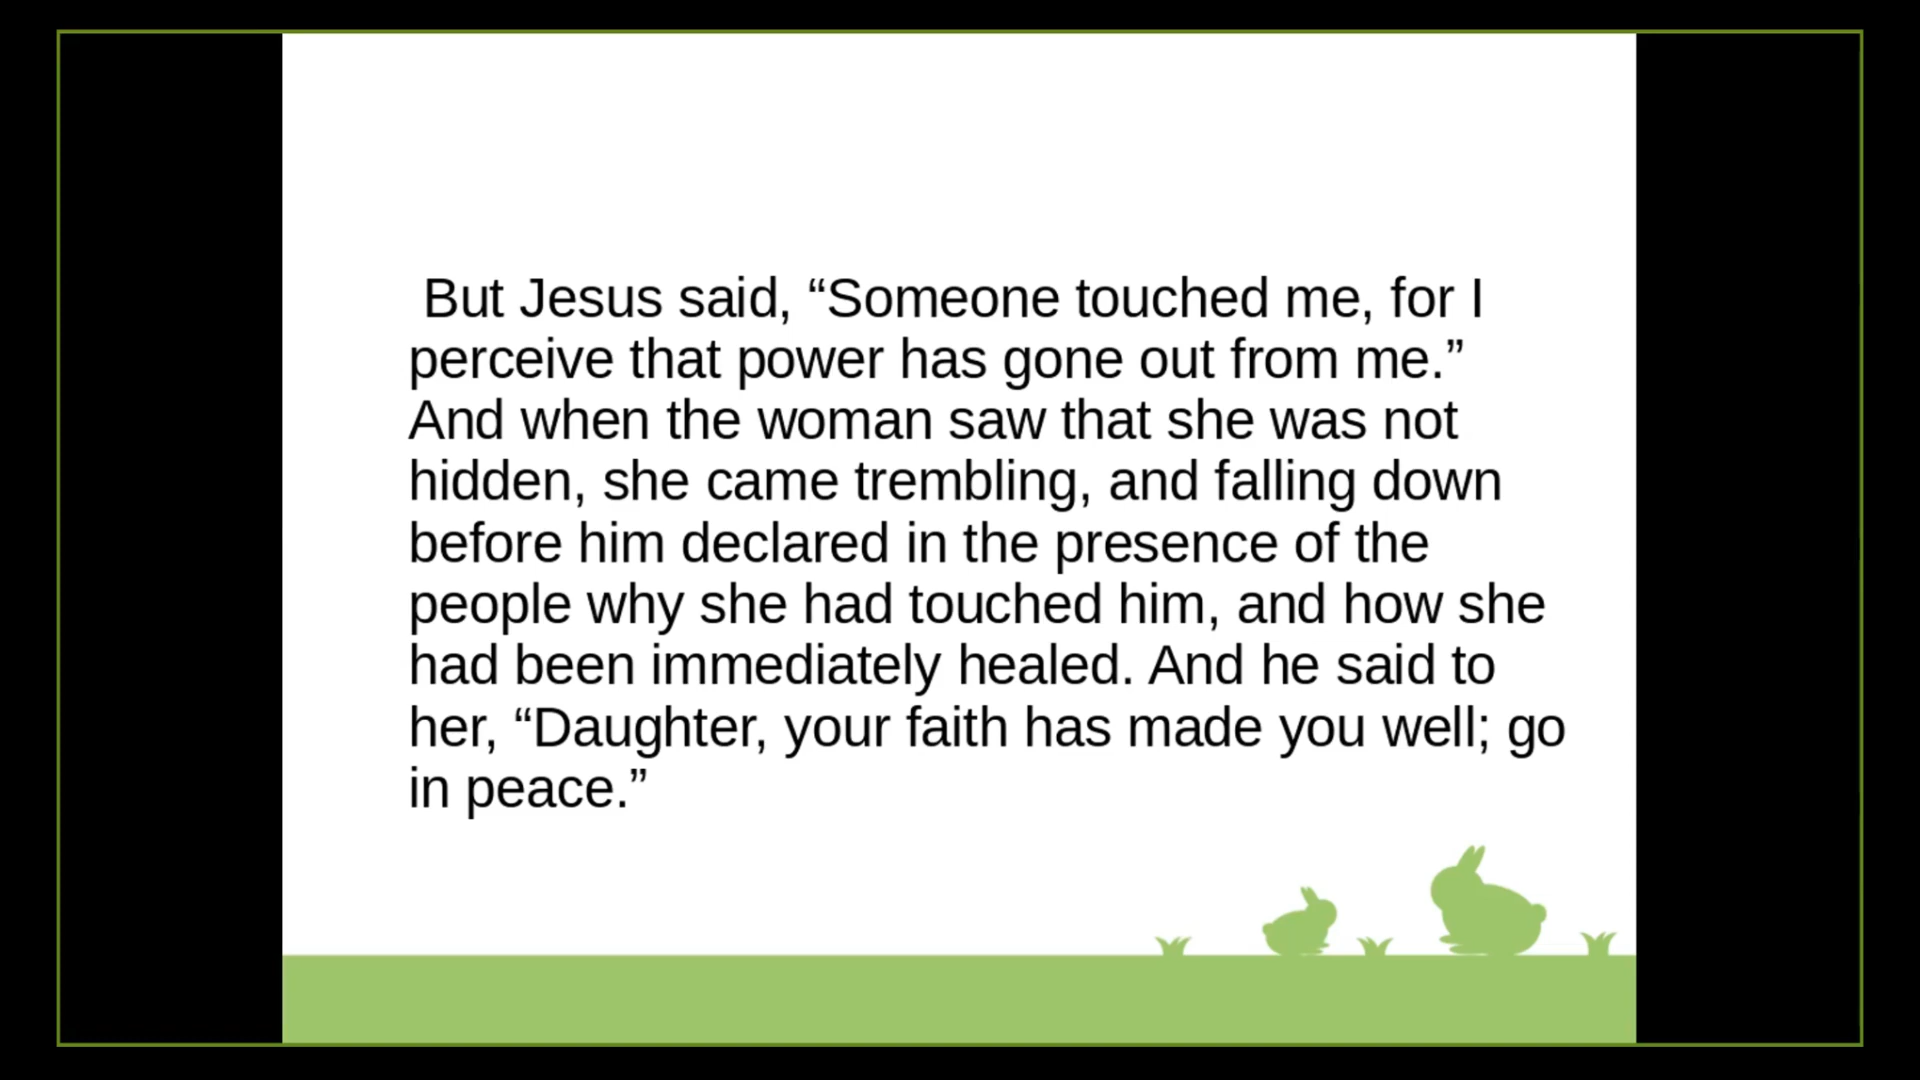 But Jesus said, “Someone touched me, for I
perceive that power has gone out from me.”
And when the woman saw that she was not
hidden, she came trembling, and falling down
before him declared in the presence of the
people why she had touched him, and how she
had been immediately healed. And he said to
her, “Daughter, your faith has made you well; go
in peace.”